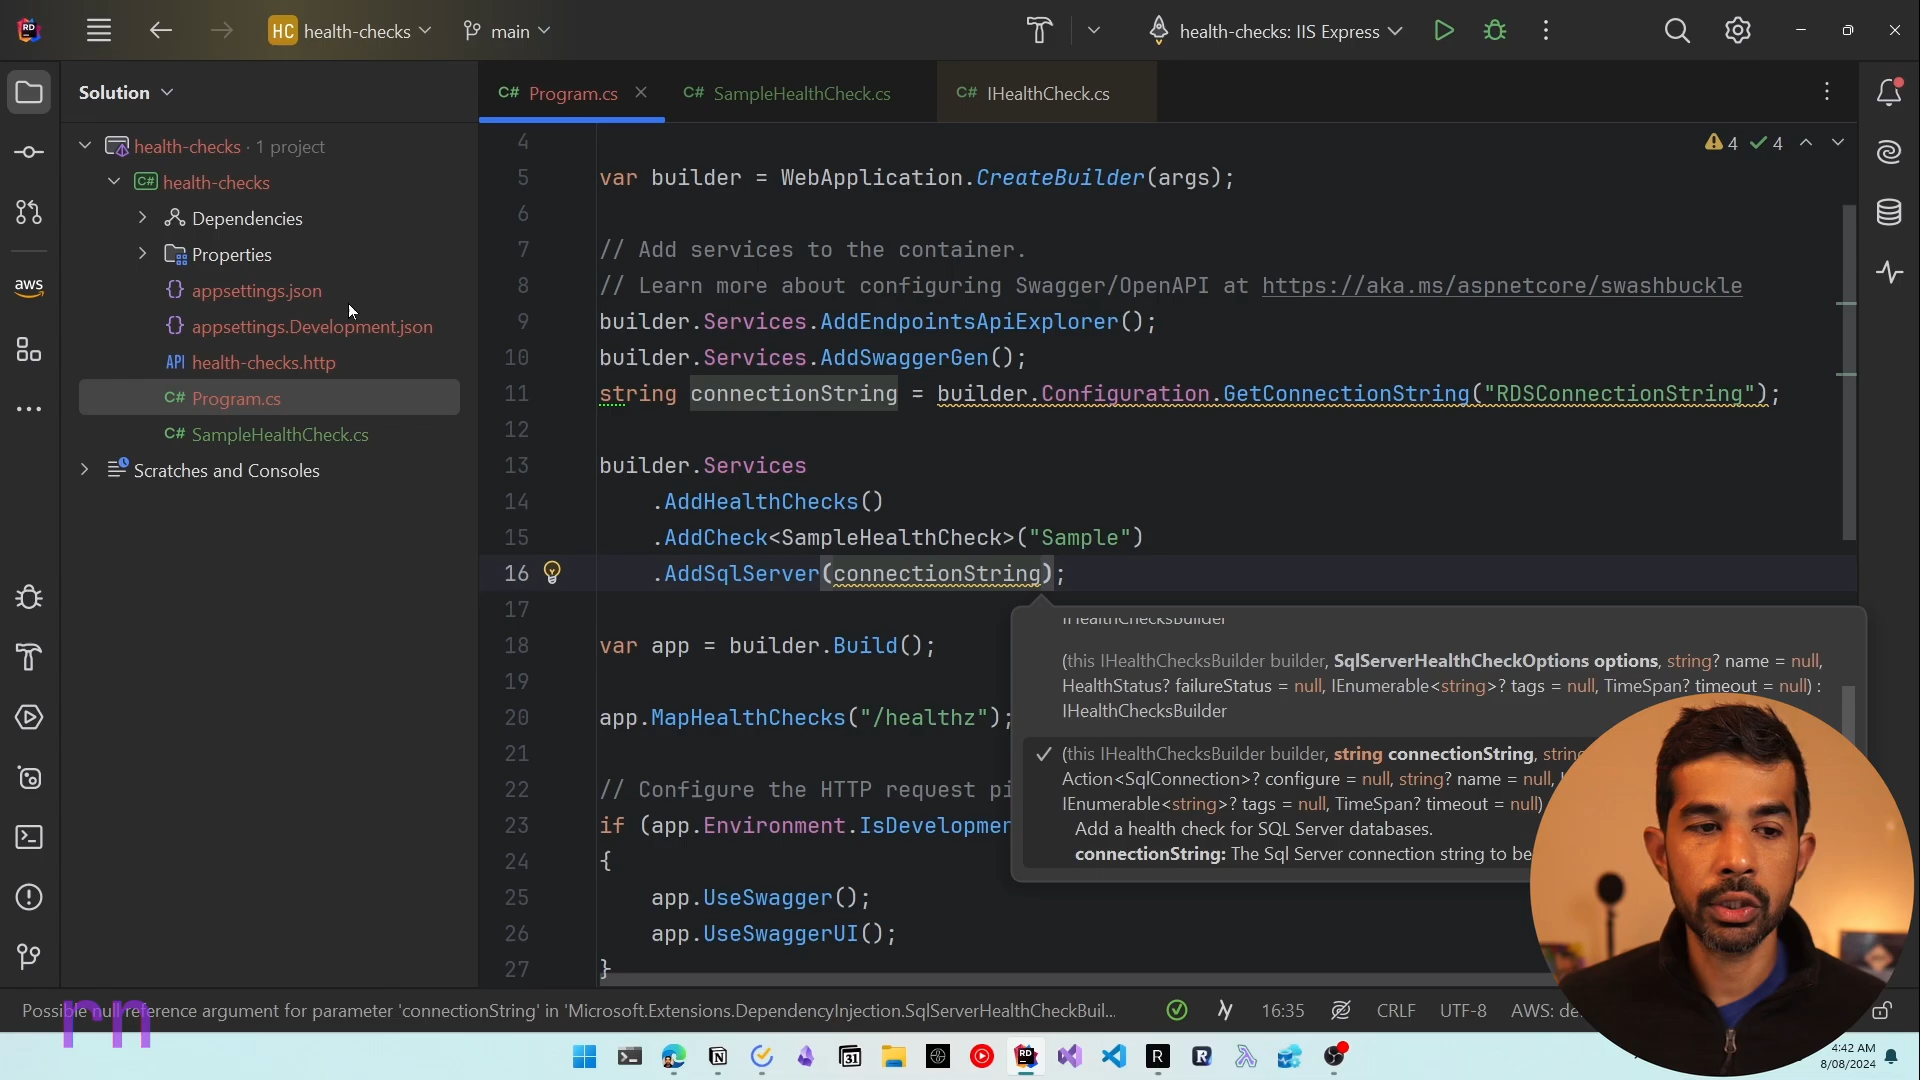 HC health-checks
main
health-checks: IIS Express
Solution
C# Program.cs
C# SampleHealthCheck.cs
C# IHealthCheck.cs
health-checks · 1 project
C# health-checks
Dependencies
Properties
{} appsettings.json
{} appsettings.Development.json
API health-checks.http
C# Program.cs
C# SampleHealthCheck.cs
Scratches and Consoles
aws
4 4
4
5 var builder = WebApplication.CreateBuilder(args);
6
7 // Add services to the container.
8 // Learn more about configuring Swagger/OpenAPI at https://aka.ms/aspnetcore/swashbuckle
9 builder.Services.AddEndpointsApiExplorer();
10 builder.Services.AddSwaggerGen();
11 string connectionString = builder.Configuration.GetConnectionString("RDSConnectionString");
12
13 builder.Services
14 .AddHealthChecks()
15 .AddCheck<SampleHealthCheck>("Sample")
16 .AddSqlServer(connectionString);
17
18 var app = builder.Build();
19
20 app.MapHealthChecks("/healthz");
21
22 // Configure the HTTP request pi
23 if (app.Environment.IsDevelopmen
24 {
25 app.UseSwagger();
26 app.UseSwaggerUI();
27 }
IHealthChecksBuilder
(this IHealthChecksBuilder builder, SqlServerHealthCheckOptions options, string? name = null,
HealthStatus? failureStatus = null, IEnumerable<string>? tags = null, TimeSpan? timeout = null) :
IHealthChecksBuilder
(this IHealthChecksBuilder builder, string connectionString, string
Action<SqlConnection>? configure = null, string? name = null,
IEnumerable<string>? tags = null, TimeSpan? timeout = null)
Add a health check for SQL Server databases.
connectionString: The Sql Server connection string to be
Possible null reference argument for parameter 'connectionString' in 'Microsoft.Extensions.DependencyInjection.SqlServerHealthCheckBuil...
16:35
CRLF
UTF-8
AWS: de
rn
4:42 AM
8/08/2024